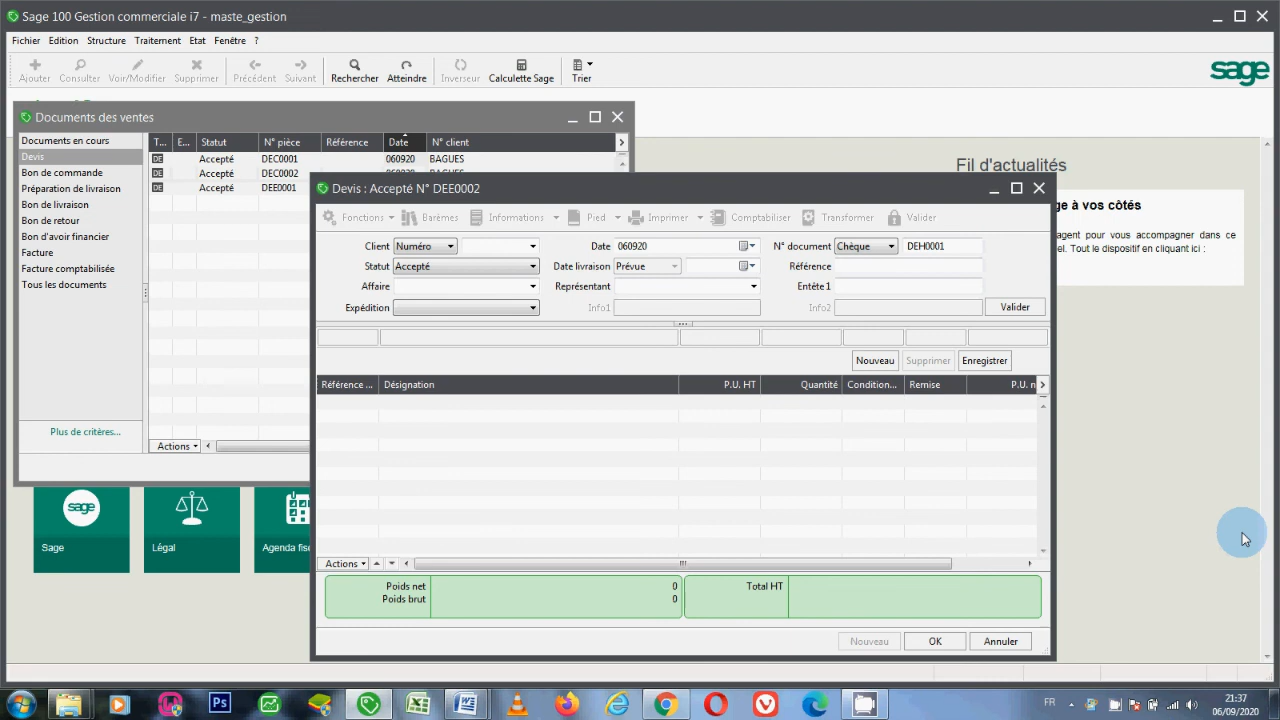 Sage 100 Gestion commerciale i7 - maste_gestion
Fichier Edition Structure Traitement Etat Fenêtre ?
Ajouter Consulter Voir/Modifier Supprimer Précédent Suivant Rechercher Atteindre Inverseur Calculette Sage Trier
sage
Documents des ventes
Documents en cours
Devis
Bon de commande
Préparation de livraison
Bon de livraison
Bon de retour
Bon d'avoir financier
Facture
Facture comptabilisée
Tous les documents
Plus de critères...
T... E... Statut N° pièce Référence Date N° client
DE Accepté DEC0001 060920 BAGUES
DE Accepté DEC0002 060920 BAGUES
DE Accepté DEE0001
Actions
Fil d'actualités
ge à vos côtés
agent pour vous accompagner dans ce
el. Tout le dispositif en cliquant ici :
Devis : Accepté N° DEE0002
Fonctions Barèmes Informations Pied Imprimer Comptabiliser Transformer Valider
Client Numéro Date 060920 N° document Chèque DEH0001
Statut Accepté Date livraison Prévue Référence
Affaire Représentant Entête 1
Expédition Info1 Info2 Valider
Nouveau Supprimer Enregistrer
Référence ... Désignation P.U. HT Quantité Condition... Remise P.U. n
Actions
Poids net 0 Total HT
Poids brut 0
Nouveau OK Annuler
sage
Sage Légal Agenda fisc
FR 21:37
06/09/2020